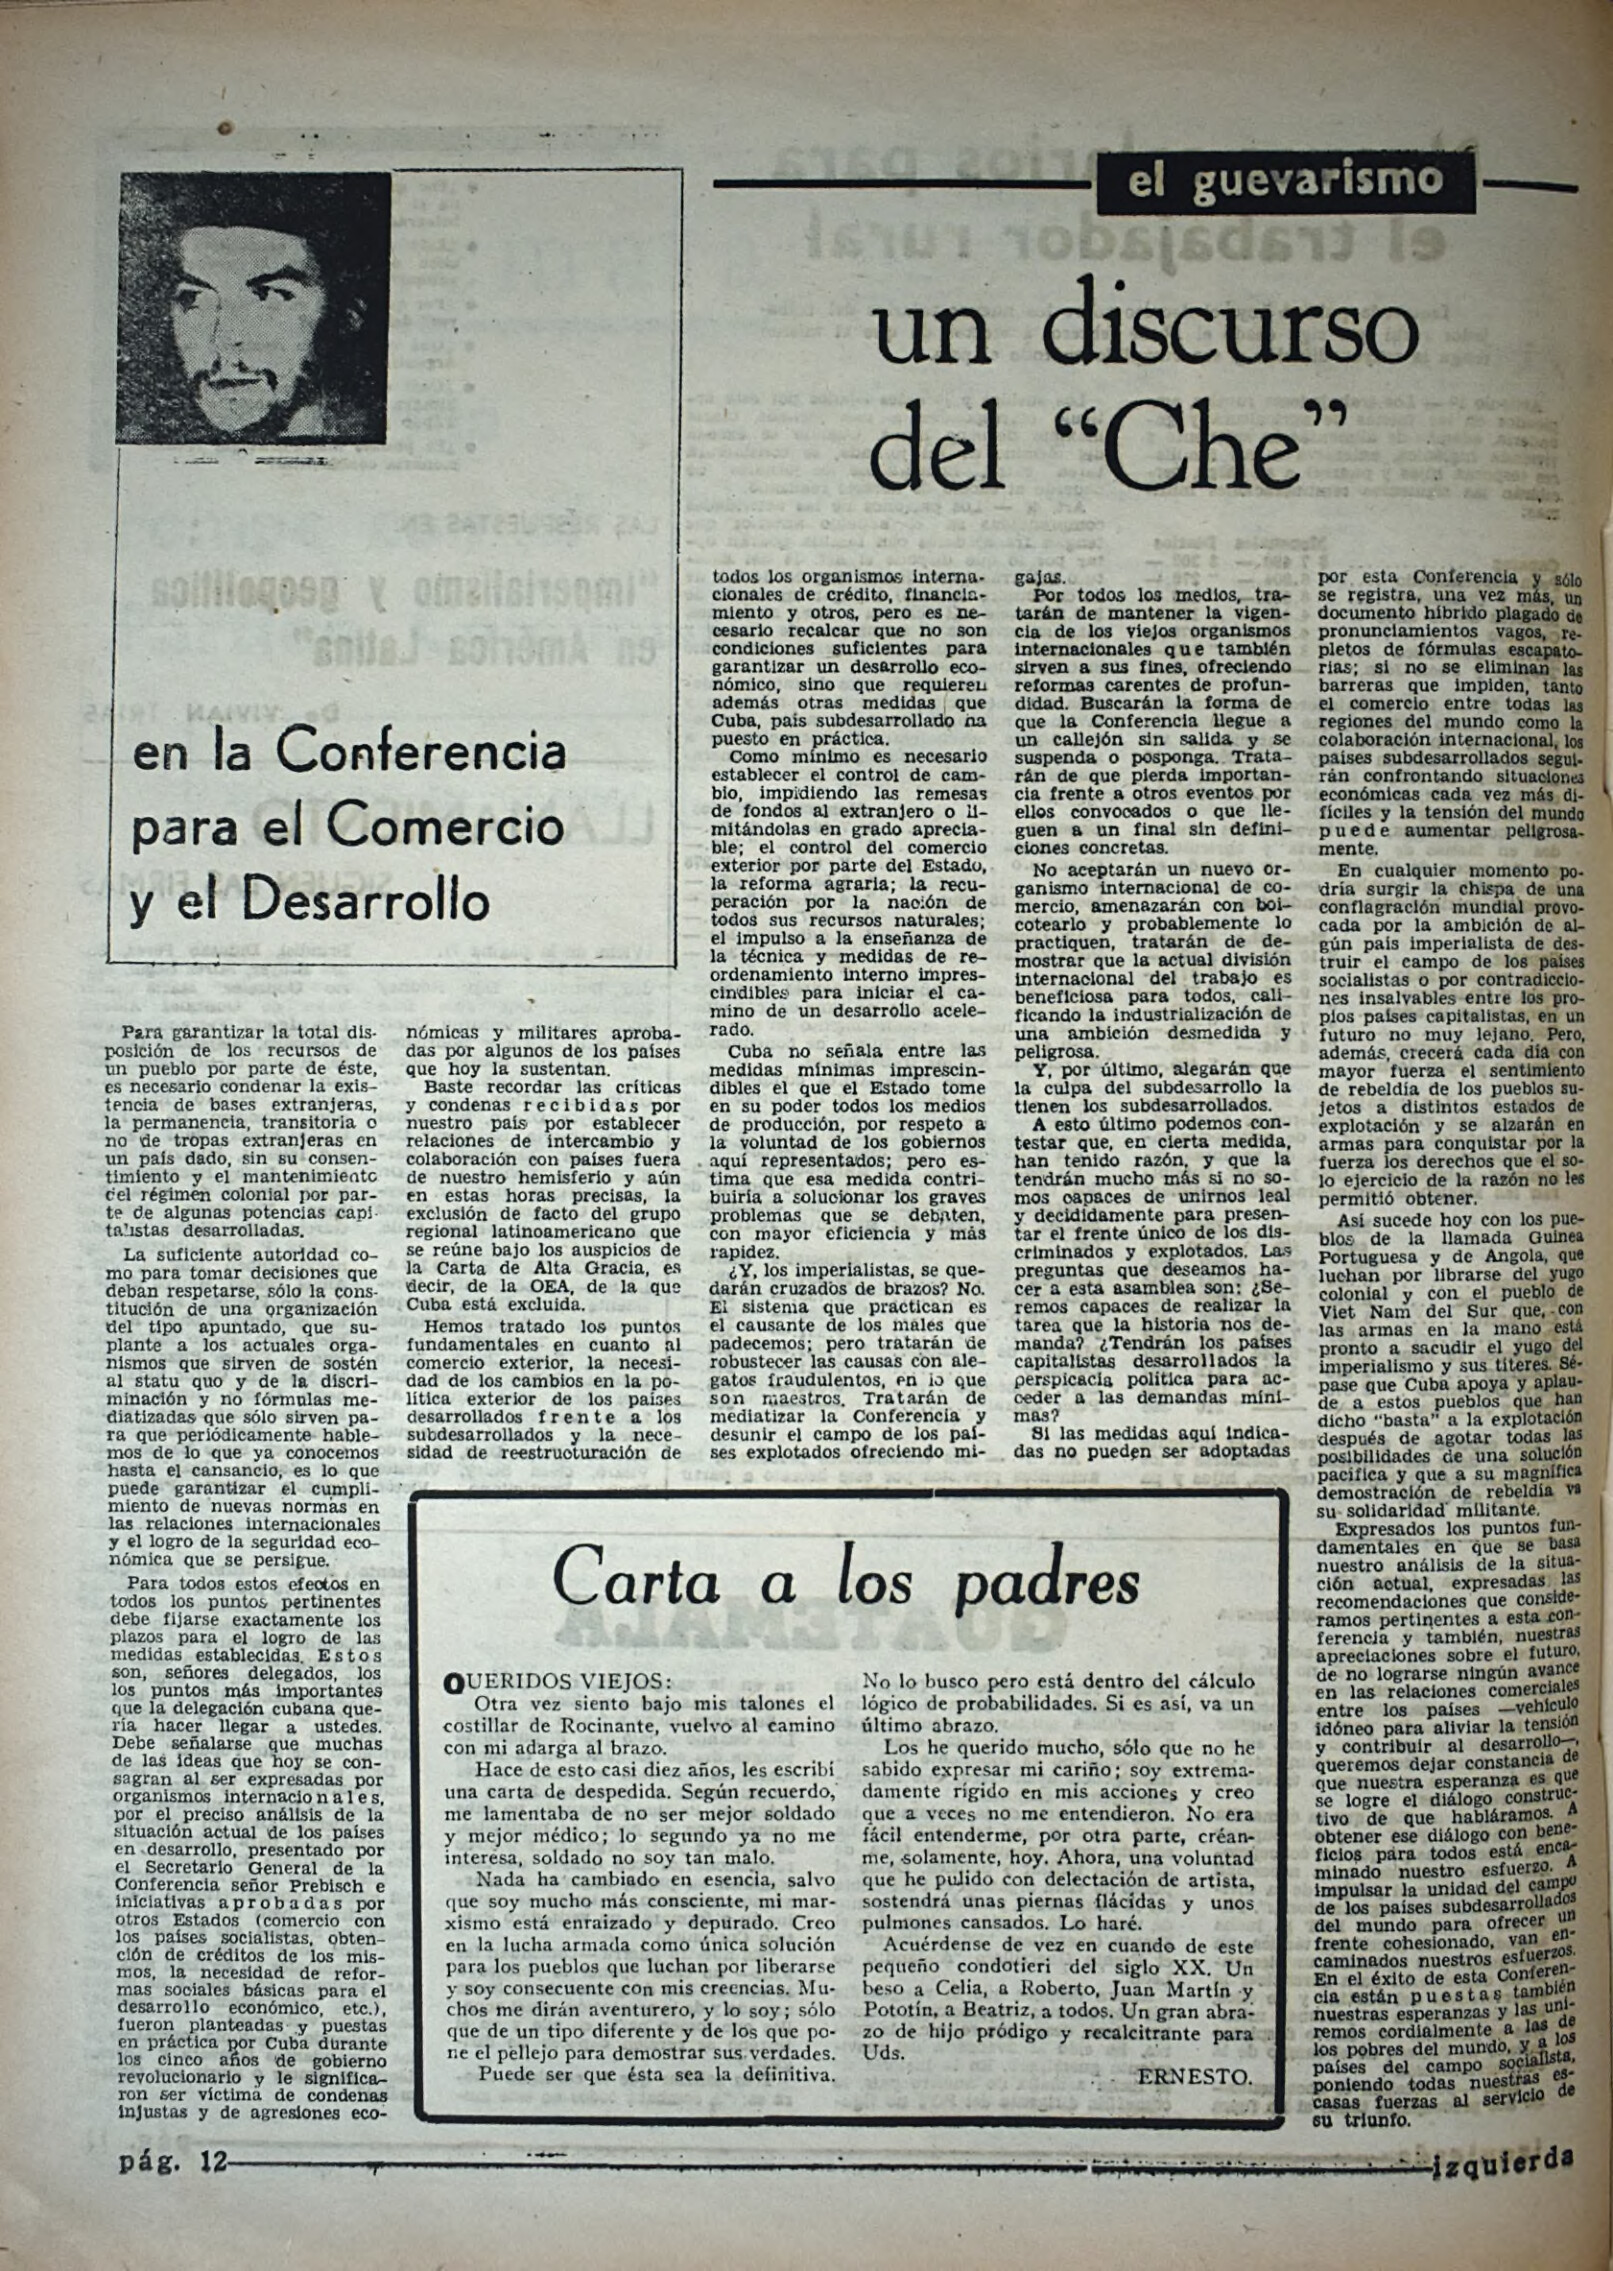 el guevarismo
un discurso
del “Che”
en la Conferencia
para el Comercio
y el Desarrollo
Para garantizar la total dis-
posición de los recursos de
un pueblo por parte de éste,
es necesario condenar la exis-
tencia de bases extranjeras,
la permanencia, transitoria o
no de tropas extranjeras en
un país dado, sin su consen-
timiento y el mantenimiento
del régimen colonial por par-
te de algunas potencias capi-
talistas desarrolladas.
La suficiente autoridad co-
mo para tomar decisiones que
deban respetarse, sólo la cons-
titución de una organización
del tipo apuntado, que su-
plante a los actuales orga-
nismos que sirven de sostén
al statu quo y de la discri-
minación y no fórmulas me-
diatizadas que sólo sirven pa-
ra que periódicamente hable-
mos de lo que ya conocemos
hasta el cansancio, es lo que
puede garantizar el cumpli-
miento de nuevas normas en
las relaciones internacionales
y el logro de la seguridad eco-
nómica que se persigue.
Para todos estos efectos en
todos los puntos pertinentes
debe fijarse exactamente los
plazos para el logro de las
medidas establecidas. Estos
son, señores delegados, los
los puntos más importantes
que la delegación cubana que-
ría hacer llegar a ustedes.
Debe señalarse que muchas
de las ideas que hoy se con-
sagran al ser expresadas por
organismos internacionales,
por el preciso análisis de la
situación actual de los países
en desarrollo, presentado por
el Secretario General de la
Conferencia señor Prebisch e
iniciativas aprobadas por
otros Estados (comercio con
los países socialistas, obten-
ción de créditos de los mis-
mos, la necesidad de refor-
mas sociales básicas para el
desarrollo económico, etc.),
fueron planteadas y puestas
en práctica por Cuba durante
los cinco años de gobierno
revolucionario y le significa-
ron ser víctima de condenas
injustas y de agresiones eco-
nómicas y militares aproba-
das por algunos de los países
que hoy la sustentan.
Baste recordar las críticas
y condenas recibidas por
nuestro país por establecer
relaciones de intercambio y
colaboración con países fuera
de nuestro hemisferio y aún
en estas horas precisas, la
exclusión de facto del grupo
regional latinoamericano que
se reúne bajo los auspicios de
la Carta de Alta Gracia, es
decir, de la OEA, de la que
Cuba está excluida.
Hemos tratado los puntos
fundamentales en cuanto al
comercio exterior, la necesi-
dad de los cambios en la po-
lítica exterior de los países
desarrollados frente a los
subdesarrollados y la nece-
sidad de reestructuración de
todos los organismos interna-
cionales de crédito, financia-
miento y otros, pero es ne-
cesario recalcar que no son
condiciones suficientes para
garantizar un desarrollo eco-
nómico, sino que requieren
además otras medidas que
Cuba, país subdesarrollado ha
puesto en práctica.
Como mínimo es necesario
establecer el control de cam-
bio, impidiendo las remesas
de fondos al extranjero o li-
mitándolas en grado aprecia-
ble; el control del comercio
exterior por parte del Estado,
la reforma agraria; la recu-
peración por la nación de
todos sus recursos naturales;
el impulso a la enseñanza de
la técnica y medidas de re-
ordenamiento interno impres-
cindibles para iniciar el ca-
mino de un desarrollo acele-
rado.
Cuba no señala entre las
medidas mínimas imprescin-
dibles el que el Estado tome
en su poder todos los medios
de producción, por respeto a
la voluntad de los gobiernos
aquí representados; pero es-
tima que esa medida contri-
buiría a solucionar los graves
problemas que se debaten,
con mayor eficiencia y más
rapidez.
¿Y, los imperialistas, se que-
darán cruzados de brazos? No.
El sistema que practican es
el causante de los males que
padecemos; pero tratarán de
robustecer las causas con ale-
gatos fraudulentos, en lo que
son maestros. Tratarán de
mediatizar la Conferencia y
desunir el campo de los paí-
ses explotados ofreciendo mi-
gajas.
Por todos los medios, tra-
tarán de mantener la vigen-
cia de los viejos organismos
internacionales que también
sirven a sus fines, ofreciendo
reformas carentes de profun-
didad. Buscarán la forma de
que la Conferencia llegue a
un callejón sin salida y se
suspenda o posponga. Trata-
rán de que pierda importan-
cia frente a otros eventos por
ellos convocados o que lle-
guen a un final sin defini-
ciones concretas.
No aceptarán un nuevo or-
ganismo internacional de co-
mercio, amenazarán con boi-
cotearlo y probablemente lo
practiquen, tratarán de de-
mostrar que la actual división
internacional del trabajo es
beneficiosa para todos, cali-
ficando la industrialización de
una ambición desmedida y
peligrosa.
Y, por último, alegarán que
la culpa del subdesarrollo la
tienen los subdesarrollados.
A esto último podemos con-
testar que, en cierta medida,
han tenido razón, y que la
tendrán mucho más si no so-
mos capaces de unirnos leal
y decididamente para presen-
tar el frente único de los dis-
criminados y explotados. Las
preguntas que deseamos ha-
cer a esta asamblea son: ¿Se-
remos capaces de realizar la
tarea que la historia nos de-
manda? ¿Tendrán los países
capitalistas desarrollados la
perspicacia política para ac-
ceder a las demandas míni-
mas?
Si las medidas aquí indica-
das no pueden ser adoptadas
por esta Conferencia y sólo
se registra, una vez más, un
documento híbrido plagado de
pronunciamientos vagos, re-
pletos de fórmulas escapato-
rias; si no se eliminan las
barreras que impiden, tanto
el comercio entre todas las
regiones del mundo como la
colaboración internacional, los
países subdesarrollados segui-
rán confrontando situaciones
económicas cada vez más di-
fíciles y la tensión del mundo
puede aumentar peligrosa-
mente.
En cualquier momento po-
dría surgir la chispa de una
conflagración mundial provo-
cada por la ambición de al-
gún país imperialista de des-
truir el campo de los países
socialistas o por contradiccio-
nes insalvables entre los pro-
pios países capitalistas, en un
futuro no muy lejano. Pero,
además, crecerá cada día con
mayor fuerza el sentimiento
de rebeldía de los pueblos su-
jetos a distintos estados de
explotación y se alzarán en
armas para conquistar por la
fuerza los derechos que el so-
lo ejercicio de la razón no les
permitió obtener.
Así sucede hoy con los pue-
blos de la llamada Guinea
Portuguesa y de Angola, que
luchan por librarse del yugo
colonial y con el pueblo de
Viet Nam del Sur que, con
las armas en la mano está
pronto a sacudir el yugo del
imperialismo y sus títeres. Sé-
pase que Cuba apoya y aplau-
de a estos pueblos que han
dicho “basta” a la explotación
después de agotar todas las
posibilidades de una solución
pacífica y que a su magnífica
demostración de rebeldía va
su solidaridad militante.
Expresados los puntos fun-
damentales en que se basa
nuestro análisis de la situa-
ción actual, expresadas las
recomendaciones que conside-
ramos pertinentes a esta con-
ferencia y también, nuestras
apreciaciones sobre el futuro,
de no lograrse ningún avance
en las relaciones comerciales
entre los países —vehículo
idóneo para aliviar la tensión
y contribuir al desarrollo—,
queremos dejar constancia de
que nuestra esperanza es que
se logre el diálogo construc-
tivo de que habláramos. A
obtener ese diálogo con bene-
ficios para todos está enca-
minado nuestro esfuerzo. A
impulsar la unidad del campo
de los países subdesarrollados
del mundo para ofrecer un
frente cohesionado, van en-
caminados nuestros esfuerzos.
En el éxito de esta Conferen-
cia están puestas también
nuestras esperanzas y las uni-
remos cordialmente a las de
los pobres del mundo, y a los
países del campo socialista,
poniendo todas nuestras es-
casas fuerzas al servicio de
su triunfo.
Carta a los padres
QUERIDOS VIEJOS:
Otra vez siento bajo mis talones el
costillar de Rocinante, vuelvo al camino
con mi adarga al brazo.
Hace de esto casi diez años, les escribí
una carta de despedida. Según recuerdo,
me lamentaba de no ser mejor soldado
y mejor médico; lo segundo ya no me
interesa, soldado no soy tan malo.
Nada ha cambiado en esencia, salvo
que soy mucho más consciente, mi mar-
xismo está enraizado y depurado. Creo
en la lucha armada como única solución
para los pueblos que luchan por liberarse
y soy consecuente con mis creencias. Mu-
chos me dirán aventurero, y lo soy; sólo
que de un tipo diferente y de los que po-
ne el pellejo para demostrar sus verdades.
Puede ser que ésta sea la definitiva.
No lo busco pero está dentro del cálculo
lógico de probabilidades. Si es así, va un
último abrazo.
Los he querido mucho, sólo que no he
sabido expresar mi cariño; soy extrema-
damente rígido en mis acciones y creo
que a veces no me entendieron. No era
fácil entenderme, por otra parte, créan-
me, solamente, hoy. Ahora, una voluntad
que he pulido con delectación de artista,
sostendrá unas piernas flácidas y unos
pulmones cansados. Lo haré.
Acuérdense de vez en cuando de este
pequeño condotieri del siglo XX. Un
beso a Celia, a Roberto, Juan Martín y
Pototín, a Beatriz, a todos. Un gran abra-
zo de hijo pródigo y recalcitrante para
Uds.
ERNESTO.
pág. 12
izquierda